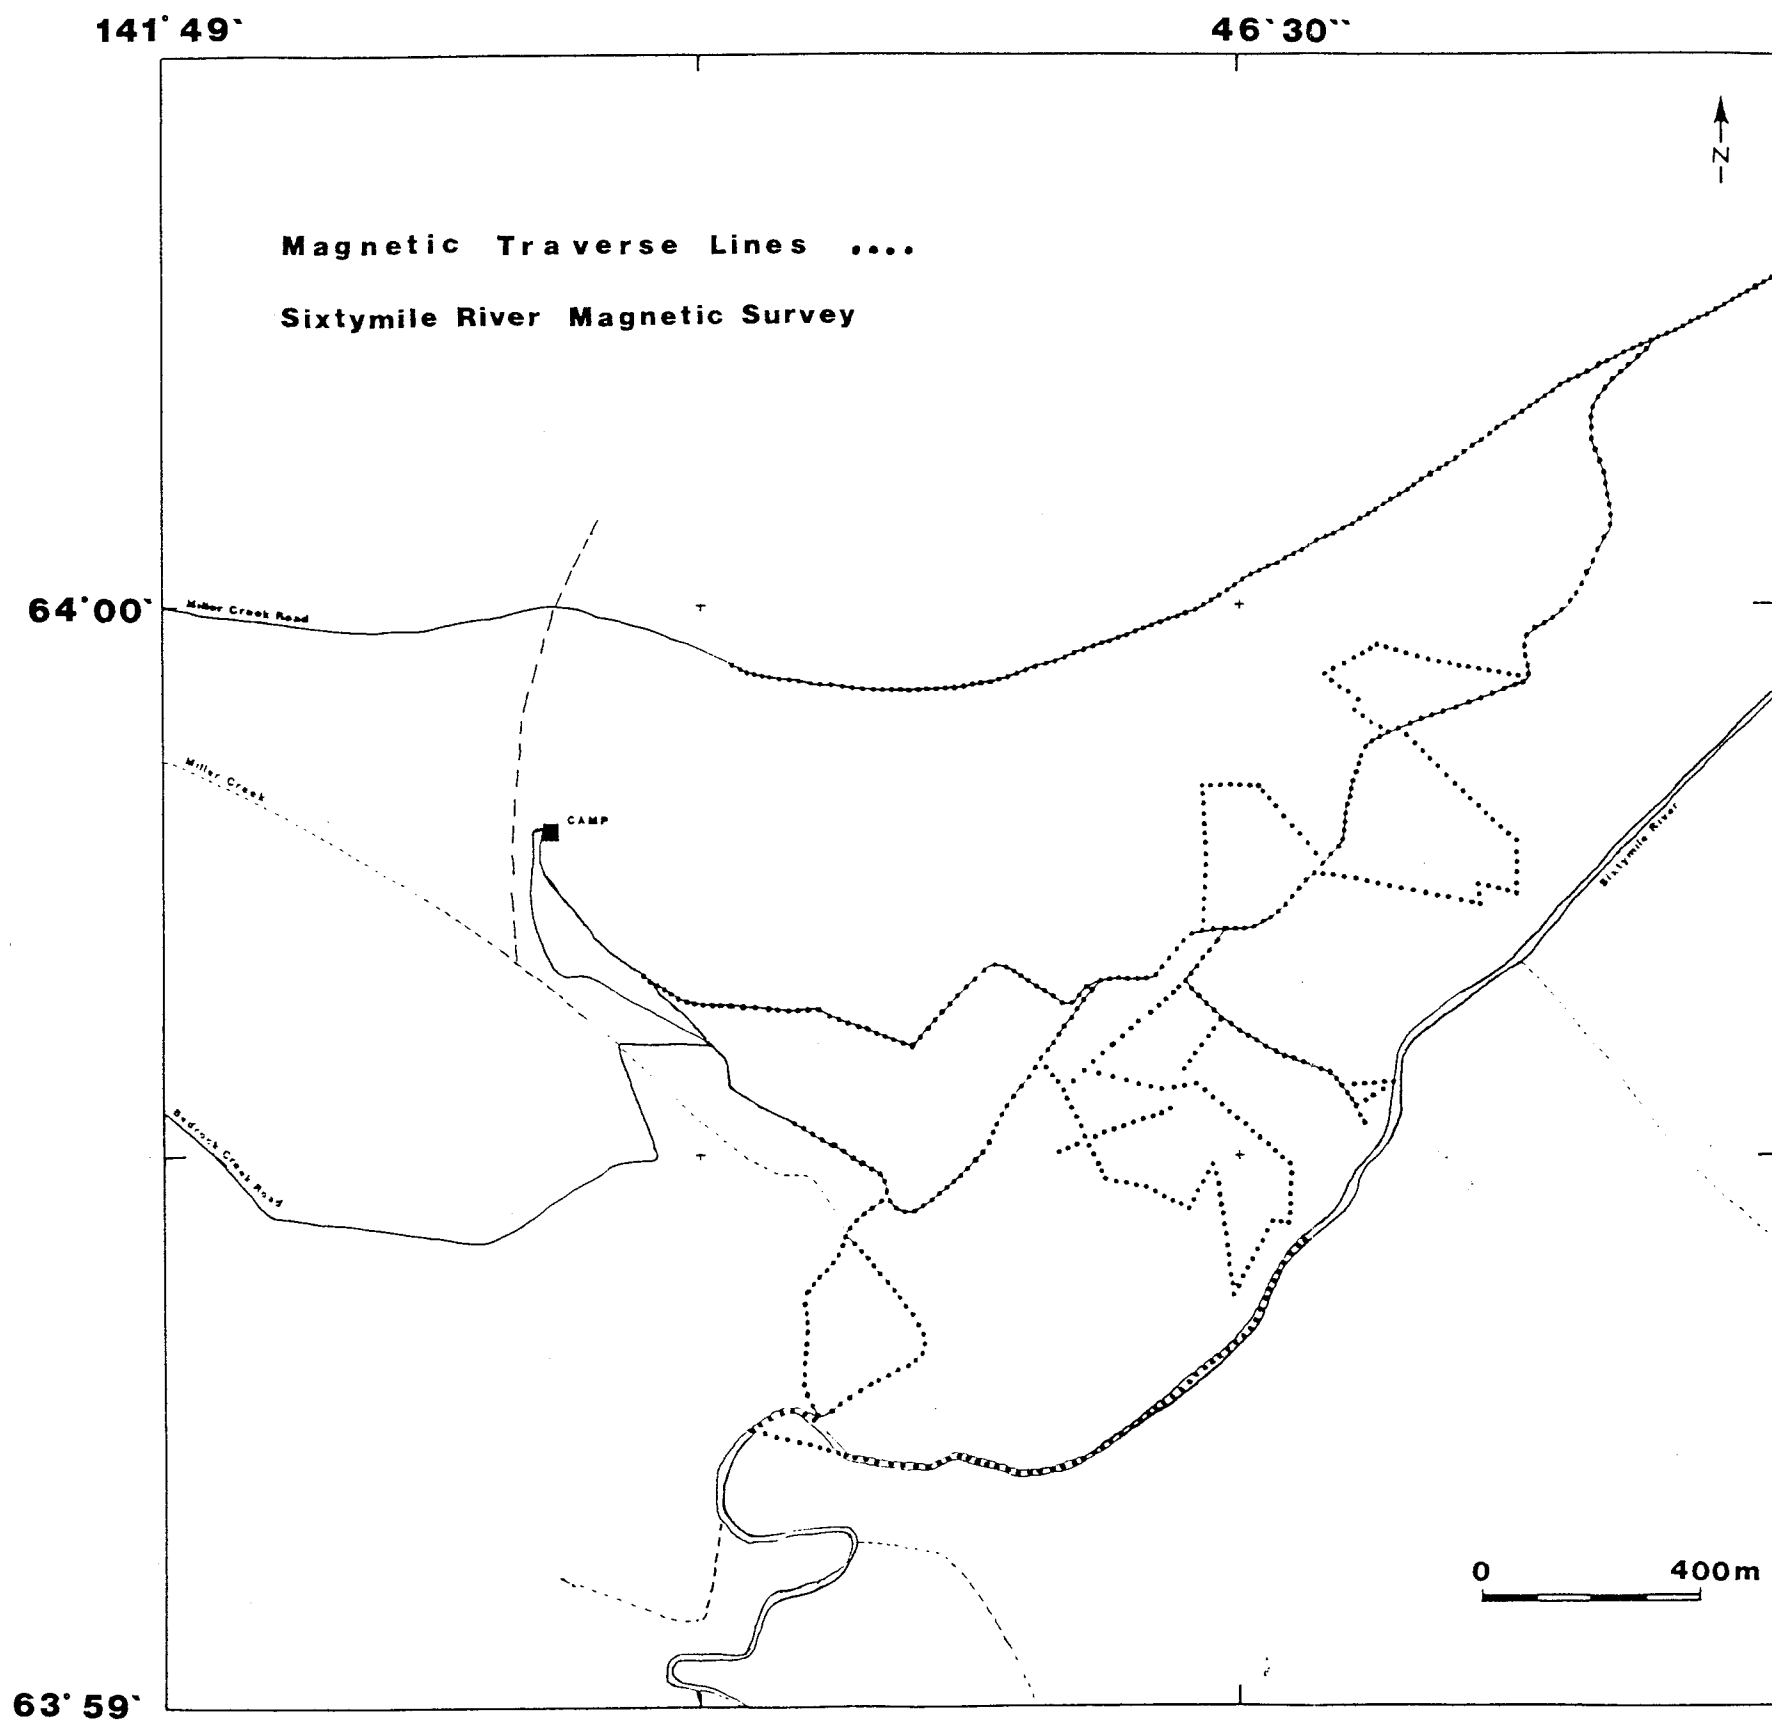 141°49` 46`30``
N
Magnetic Traverse Lines ....
Sixtymile River Magnetic Survey
64°00`
Miller Creek Road
Miller Creek
CAMP
Sixtymile River
Bedrock Creek Road
0 400m
63°59`